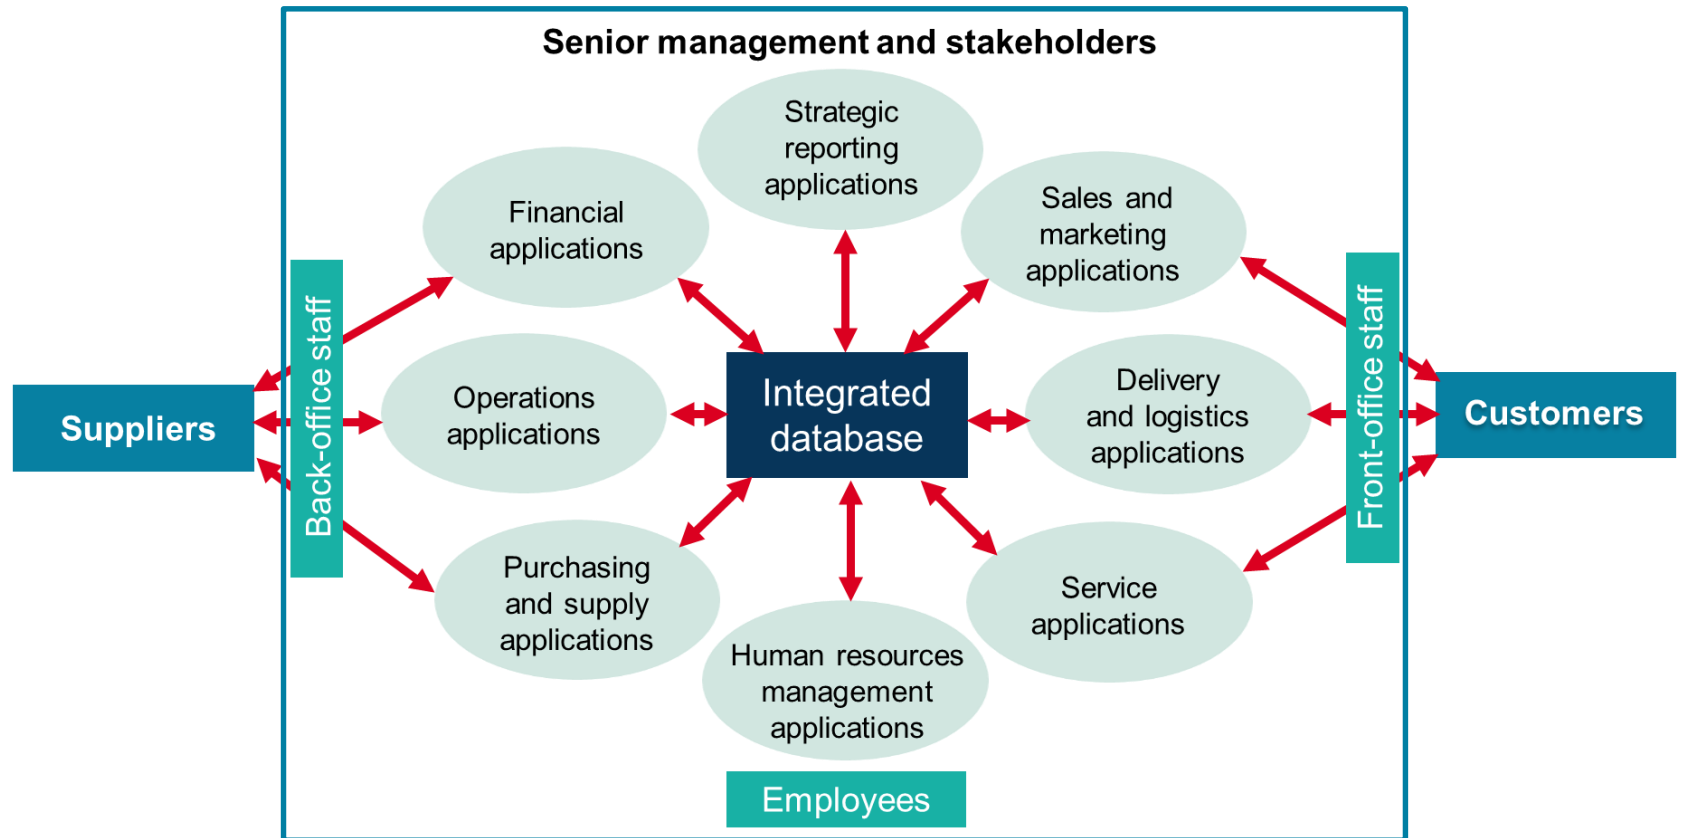 Senior management and stakeholders
Strategic
reporting
applications
Financial
applications
Sales and
marketing
applications
Back-office staff
Front-office staff
Suppliers
Operations
applications
Integrated
database
Delivery
and logistics
applications
Customers
Purchasing
and supply
applications
Service
applications
Human resources
management
applications
Employees